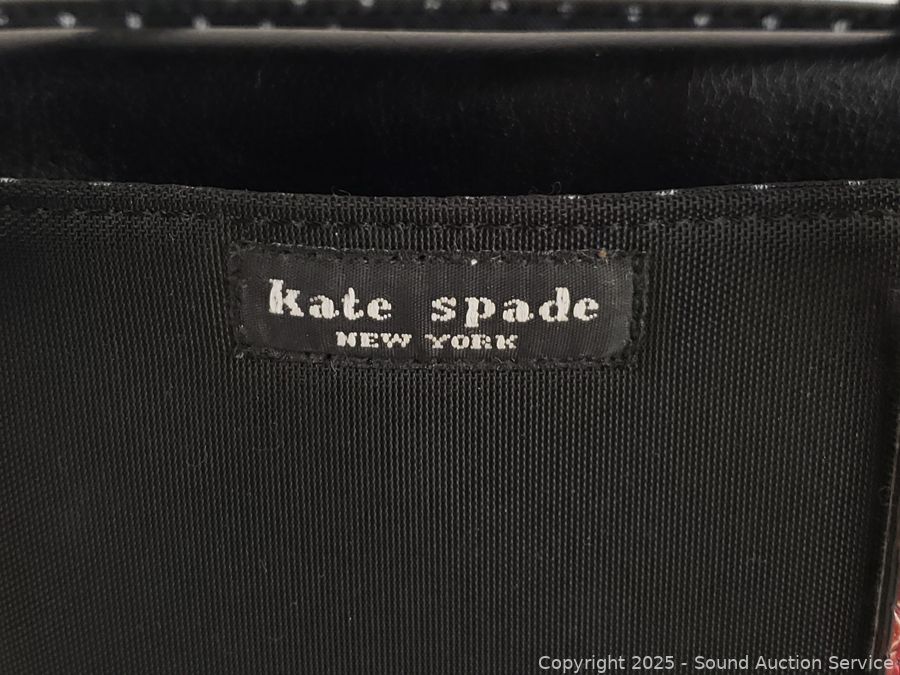 kate spade
NEW YORK
Copyright 2025 - Sound Auction Service